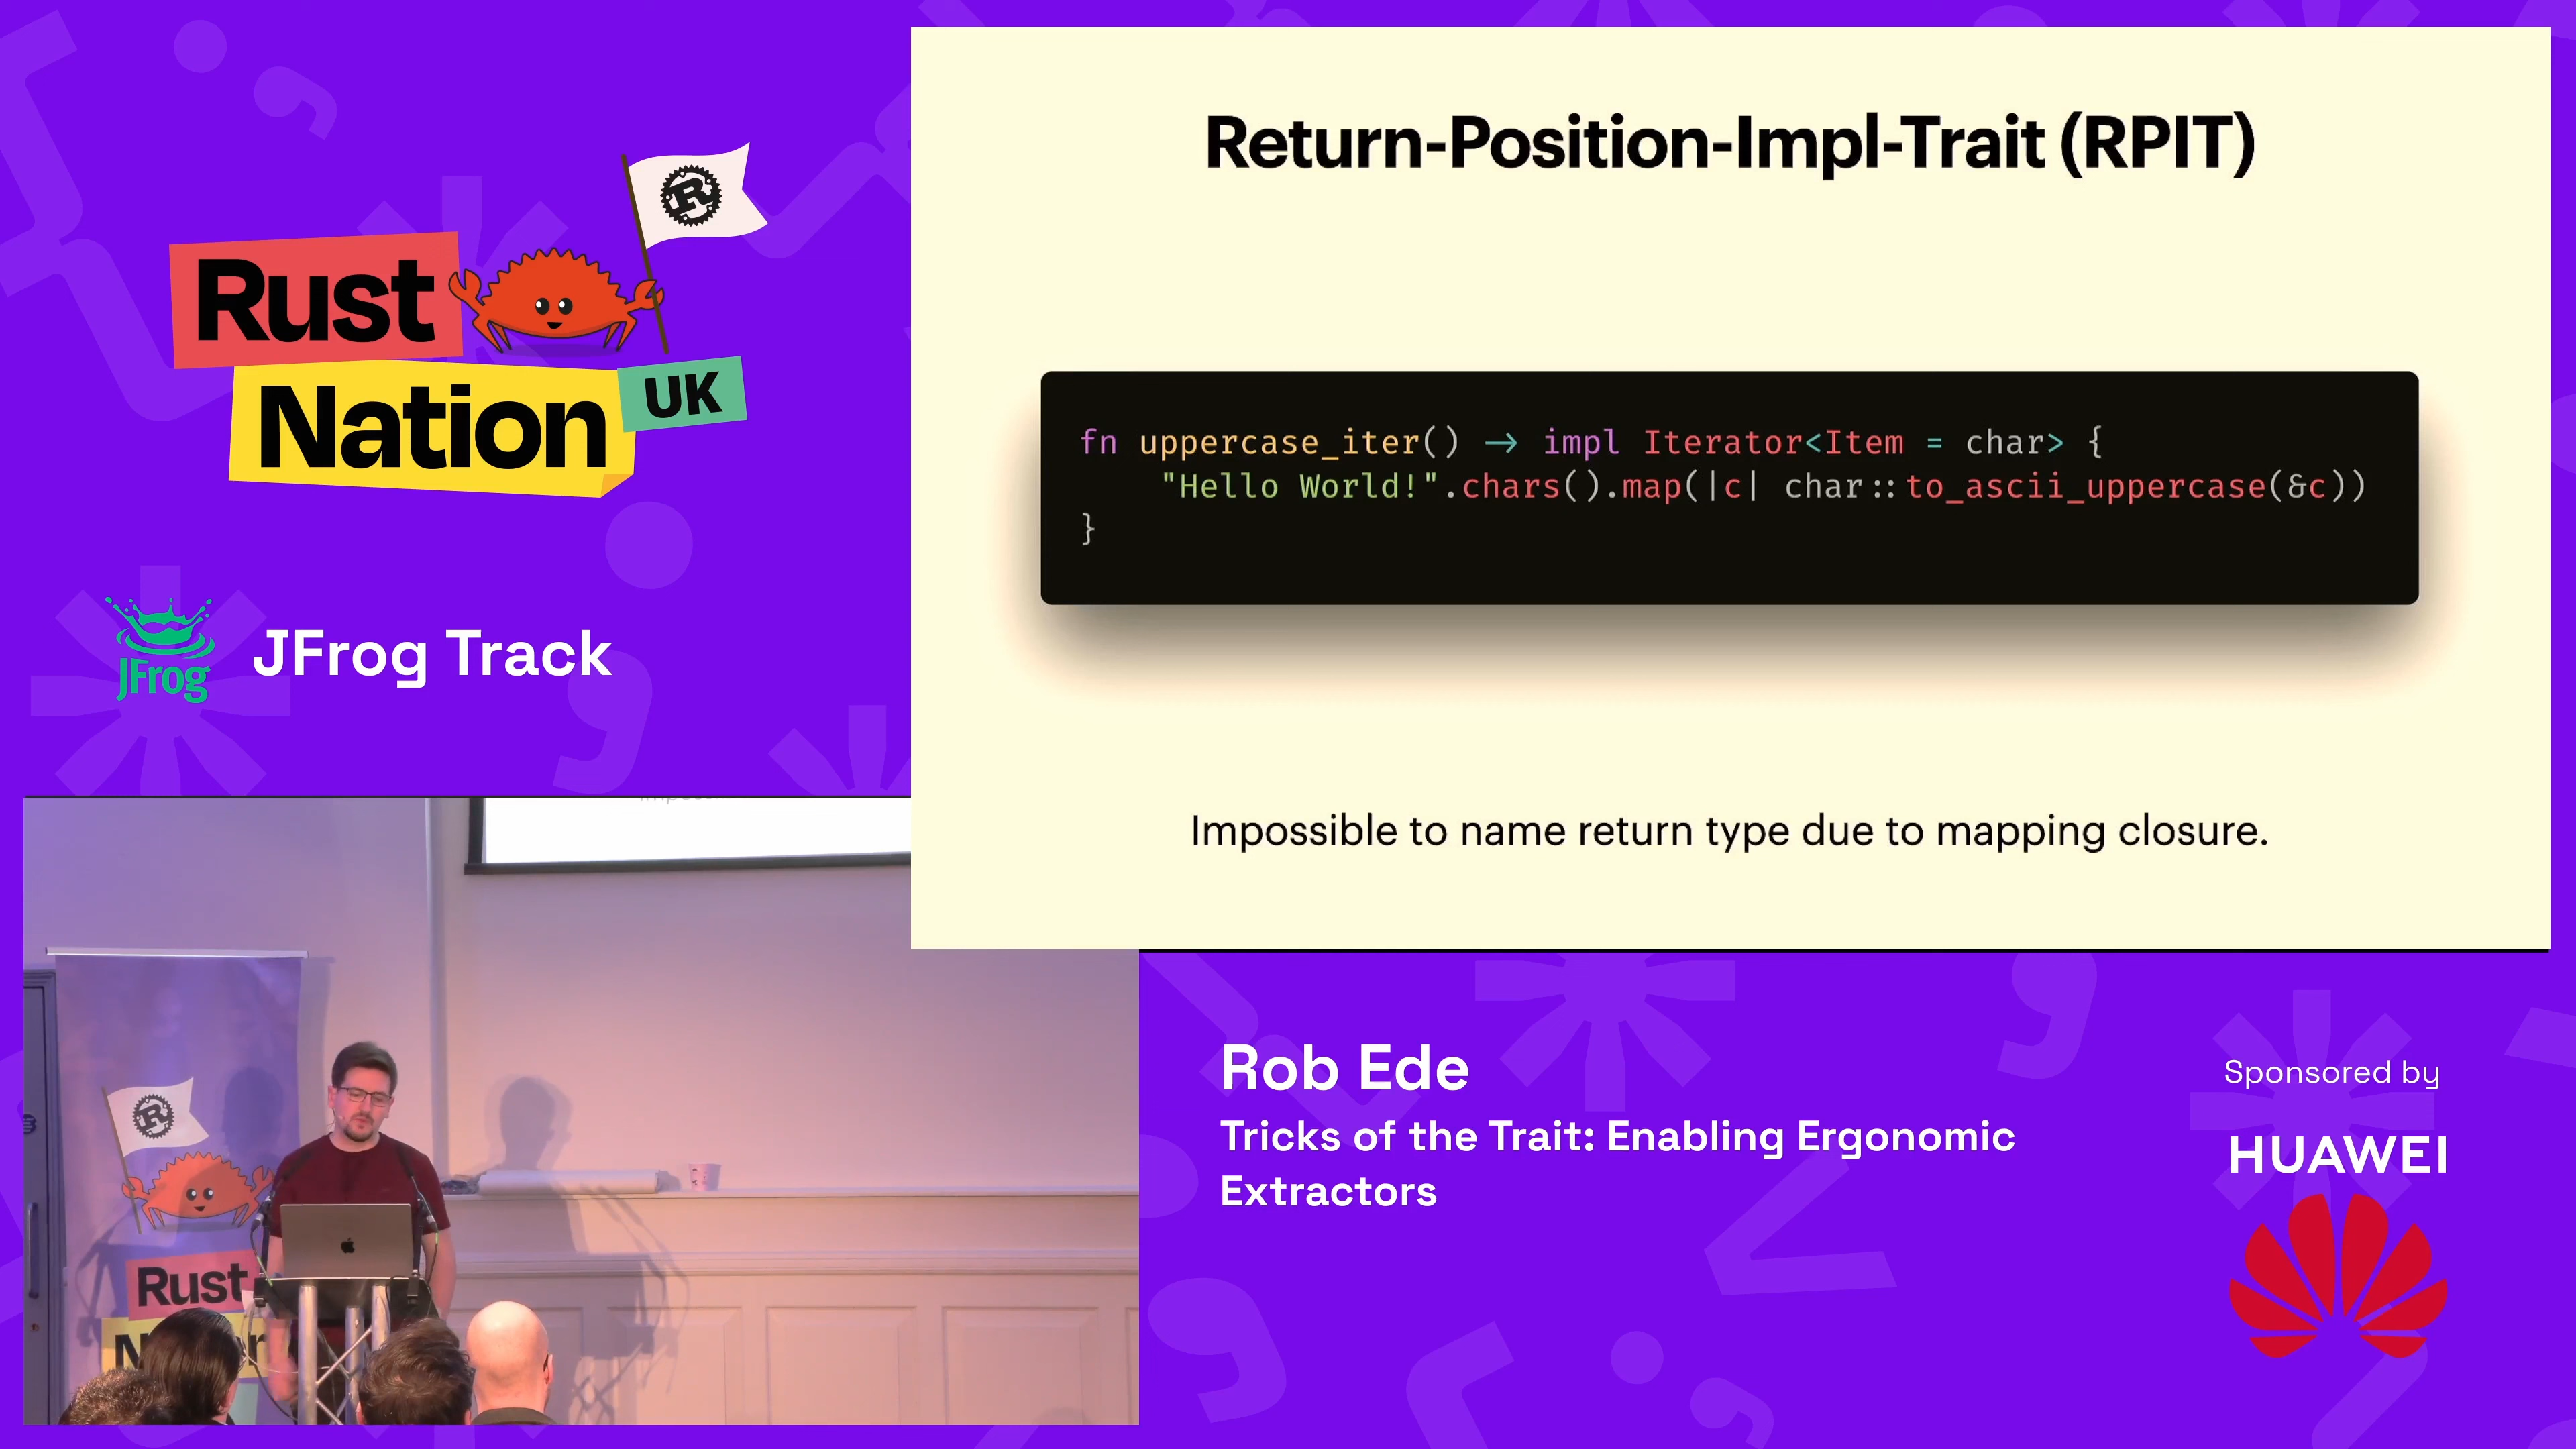 Rust
Nation
UK
JFrog
JFrog Track
Return-Position-Impl-Trait (RPIT)
fn uppercase_iter() → impl Iterator<Item = char> {
"Hello World!".chars().map(|c| char::to_ascii_uppercase(&c))
}
Impossible to name return type due to mapping closure.
Rust
Rob Ede
Tricks of the Trait: Enabling Ergonomic
Extractors
Sponsored by
HUAWEI